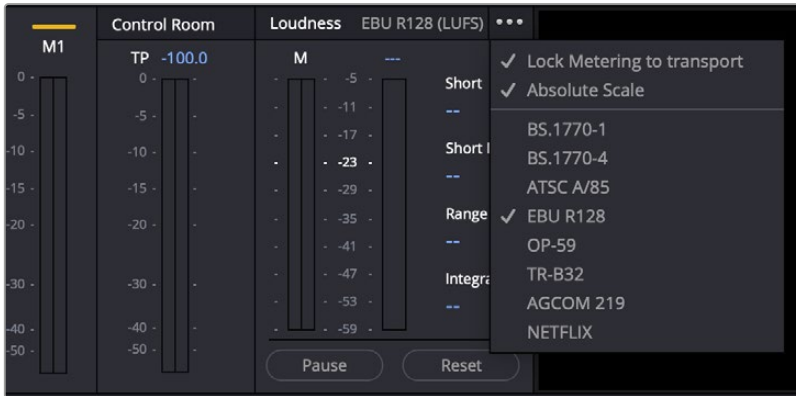 M1
0 -
-5 -
-10 -
-15 -
-20 -
-30 -
-40 -
-50 -
Control Room
TP -100.0
0 -
-5 -
-10 -
-15 -
-20 -
-30 -
-40 -
-50 -
Loudness EBU R128 (LUFS) •••
M ---
- -5 -
- -11 -
- -17 -
- -23 -
- -29 -
- -35 -
- -41 -
- -47 -
- -53 -
- -59 -
Short
--
Short
--
Range
--
--
Pause Reset
✓ Lock Metering to transport
✓ Absolute Scale
BS.1770-1
BS.1770-4
ATSC A/85
✓ EBU R128
OP-59
TR-B32
AGCOM 219
NETFLIX